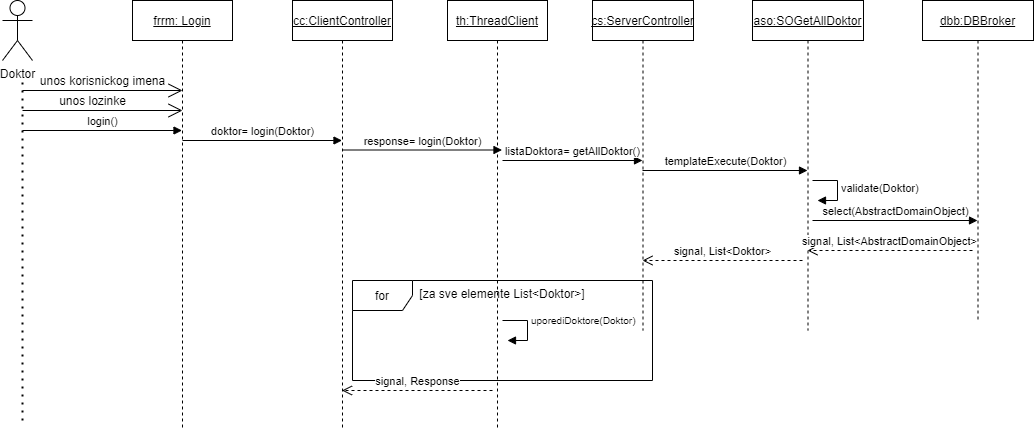 frrm: Login
cc:ClientController
th:ThreadClient
cs:ServerController
aso:SOGetAllDoktor
dbb:DBBroker
Doktor
unos korisnickog imena
unos lozinke
login()
doktor= login(Doktor)
response= login(Doktor)
listaDoktora= getAllDoktor()
templateExecute(Doktor)
validate(Doktor)
select(AbstractDomainObject)
signal, List<AbstractDomainObject>
signal, List<Doktor>
for
[za sve elemente List<Doktor>]
uporediDoktore(Doktor)
signal, Response